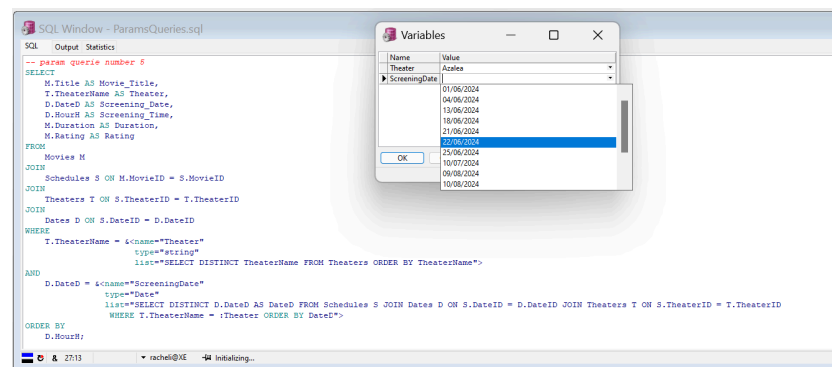 SQL Window - ParamsQueries.sql
SQL Output Statistics
-- param querie number 6
SELECT
M.Title AS Movie_Title,
T.TheaterName AS Theater,
D.DateD AS Screening_Date,
D.HourH AS Screening_Time,
M.Duration AS Duration,
M.Rating AS Rating
FROM
Movies M
JOIN
Schedules S ON M.MovieID = S.MovieID
JOIN
Theaters T ON S.TheaterID = T.TheaterID
JOIN
Dates D ON S.DateID = D.DateID
WHERE
T.TheaterName = &<name="Theater"
type="string"
list="SELECT DISTINCT TheaterName FROM Theaters ORDER BY TheaterName">
AND
D.DateD = &<name="ScreeningDate"
type="Date"
list="SELECT DISTINCT D.DateD AS DateD FROM Schedules S JOIN Dates D ON S.DateID = D.DateID JOIN Theaters T ON S.TheaterID = T.TheaterID
WHERE T.TheaterName = :Theater ORDER BY DateD">
ORDER BY
D.HourH;
& 27:13 racheli@XE Initializing...
Variables
Name Value
Theater Azalea
ScreeningDate
01/06/2024
04/06/2024
13/06/2024
18/06/2024
21/06/2024
22/06/2024
25/06/2024
10/07/2024
09/08/2024
10/08/2024
OK